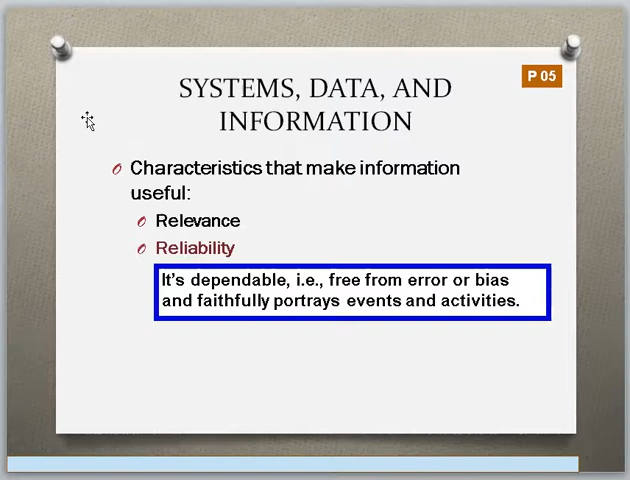 P 05
SYSTEMS, DATA, AND
INFORMATION
Characteristics that make information
useful:
Relevance
Reliability
It's dependable, i.e., free from error or bias
and faithfully portrays events and activities.